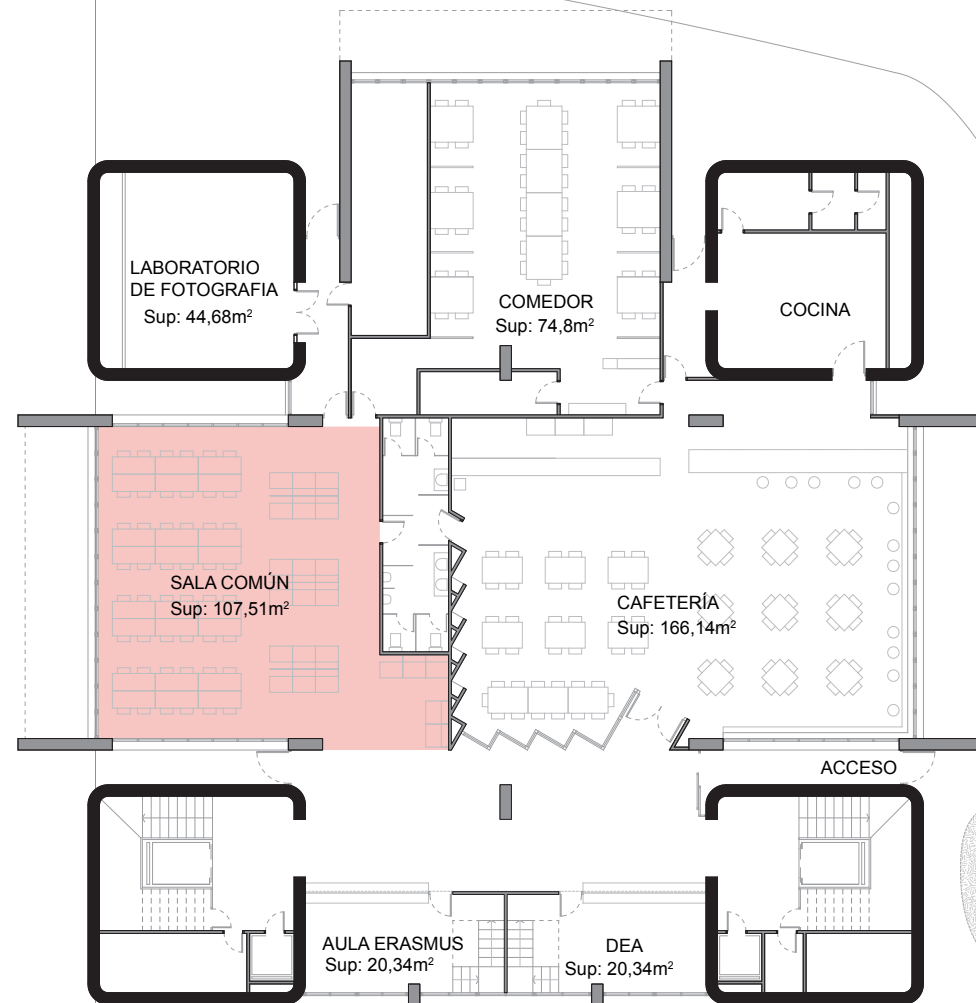 LABORATORIO
DE FOTOGRAFIA
Sup: 44,68m²
COMEDOR
Sup: 74,8m²
COCINA
SALA COMÚN
Sup: 107,51m²
CAFETERÍA
Sup: 166,14m²
ACCESO
AULA ERASMUS
Sup: 20,34m²
DEA
Sup: 20,34m²